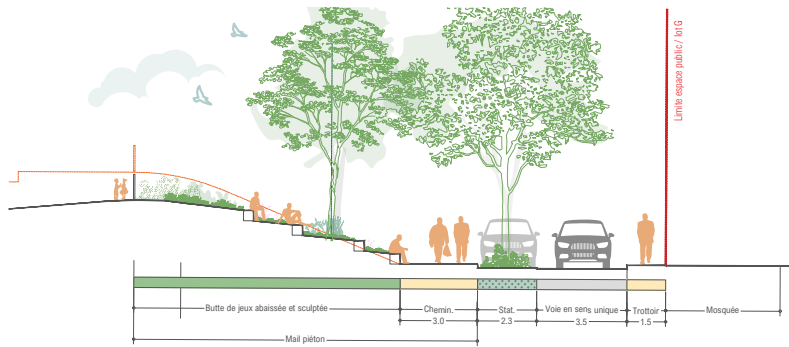 Limite espace public / lot G
Butte de jeux abaissée et sculptée
Chemin.
Stat.
Voie en sens unique
Trottoir
Mosquée
3.0
2.3
3.5
1.5
Mail piéton